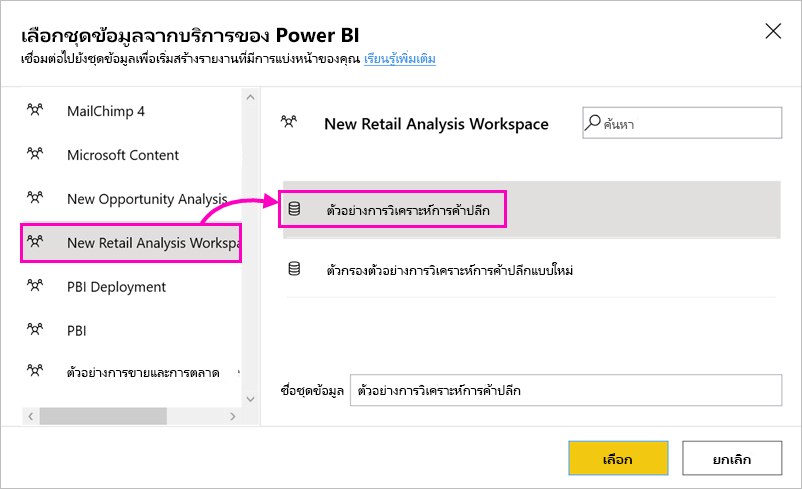 เลือกชุดข้อมูลจากบริการของ Power BI
เชื่อมต่อไปยังชุดข้อมูลเพื่อเริ่มสร้างรายงานที่มีการแบ่งหน้าของคุณ เรียนรู้เพิ่มเติม
MailChimp 4
Microsoft Content
New Opportunity Analysis
New Retail Analysis Workspa
PBI Deployment
PBI
ตัวอย่างการขายและการตลาด
New Retail Analysis Workspace
ค้นหา
ตัวอย่างการวิเคราะห์การค้าปลีก
ตัวกรองตัวอย่างการวิเคราะห์การค้าปลีกแบบใหม่
ชื่อชุดข้อมูล ตัวอย่างการวิเคราะห์การค้าปลีก
เลือก
ยกเลิก